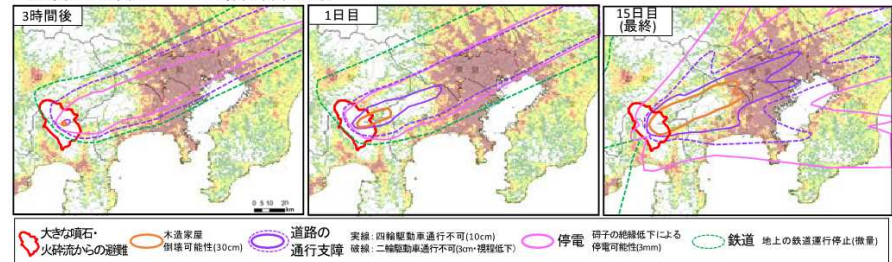 3時間後
1日目
15日目
(最終)
0 5 10 20
km
大きな噴石・
火砕流からの避難
木造家屋
倒壊可能性(30cm)
道路の
通行支障
実線:四輪駆動車通行不可(10cm)
破線:二輪駆動車通行不可(3cm・視程低下)
停電
碍子の絶縁低下による
停電可能性(3mm)
鉄道
地上の鉄道運行停止(微量)